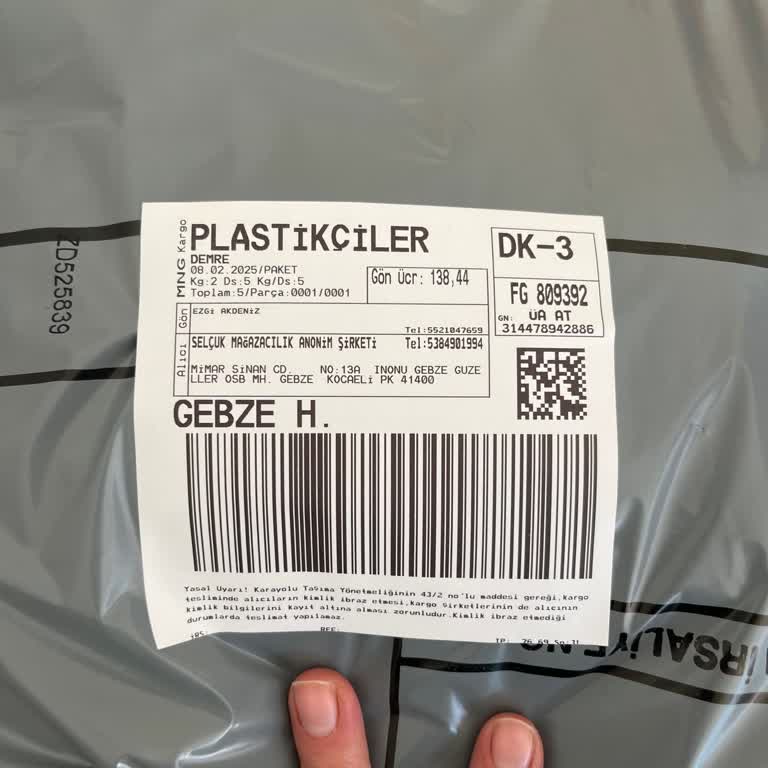 MNG Kargo
PLASTİKÇİLER
DEMRE
08.02.2025/PAKET
Kg:2 Ds:5 Kg/Ds:5
Toplam:5/Parça:0001/0001
Gön Ücr: 138,44
DK-3
FG 809392
GN: ÜA AT
314478942886
Gön
EZGİ AKDENİZ
Tel:5521047659
Alıcı
SELÇUK MAĞAZACILIK ANONİM ŞİRKETİ Tel:5384901994
MİMAR SİNAN CD. NO:13A INONU GEBZE GUZE
LLER OSB MH. GEBZE KOCAELİ PK 41400
GEBZE H.
Yasal Uyarı! Karayolu Taşıma Yönetmeliğinin 43/2 no'lu maddesi gereği,kargo
tesliminde alıcıların kimlik ibraz etmesi,kargo şirketlerinin de alıcının
kimlik bilgilerini kayıt altına alması zorunludur.Kimlik ibraz etmediği
durumlarda teslimat yapılamaz.
ZD525839
İRSALİYE NO